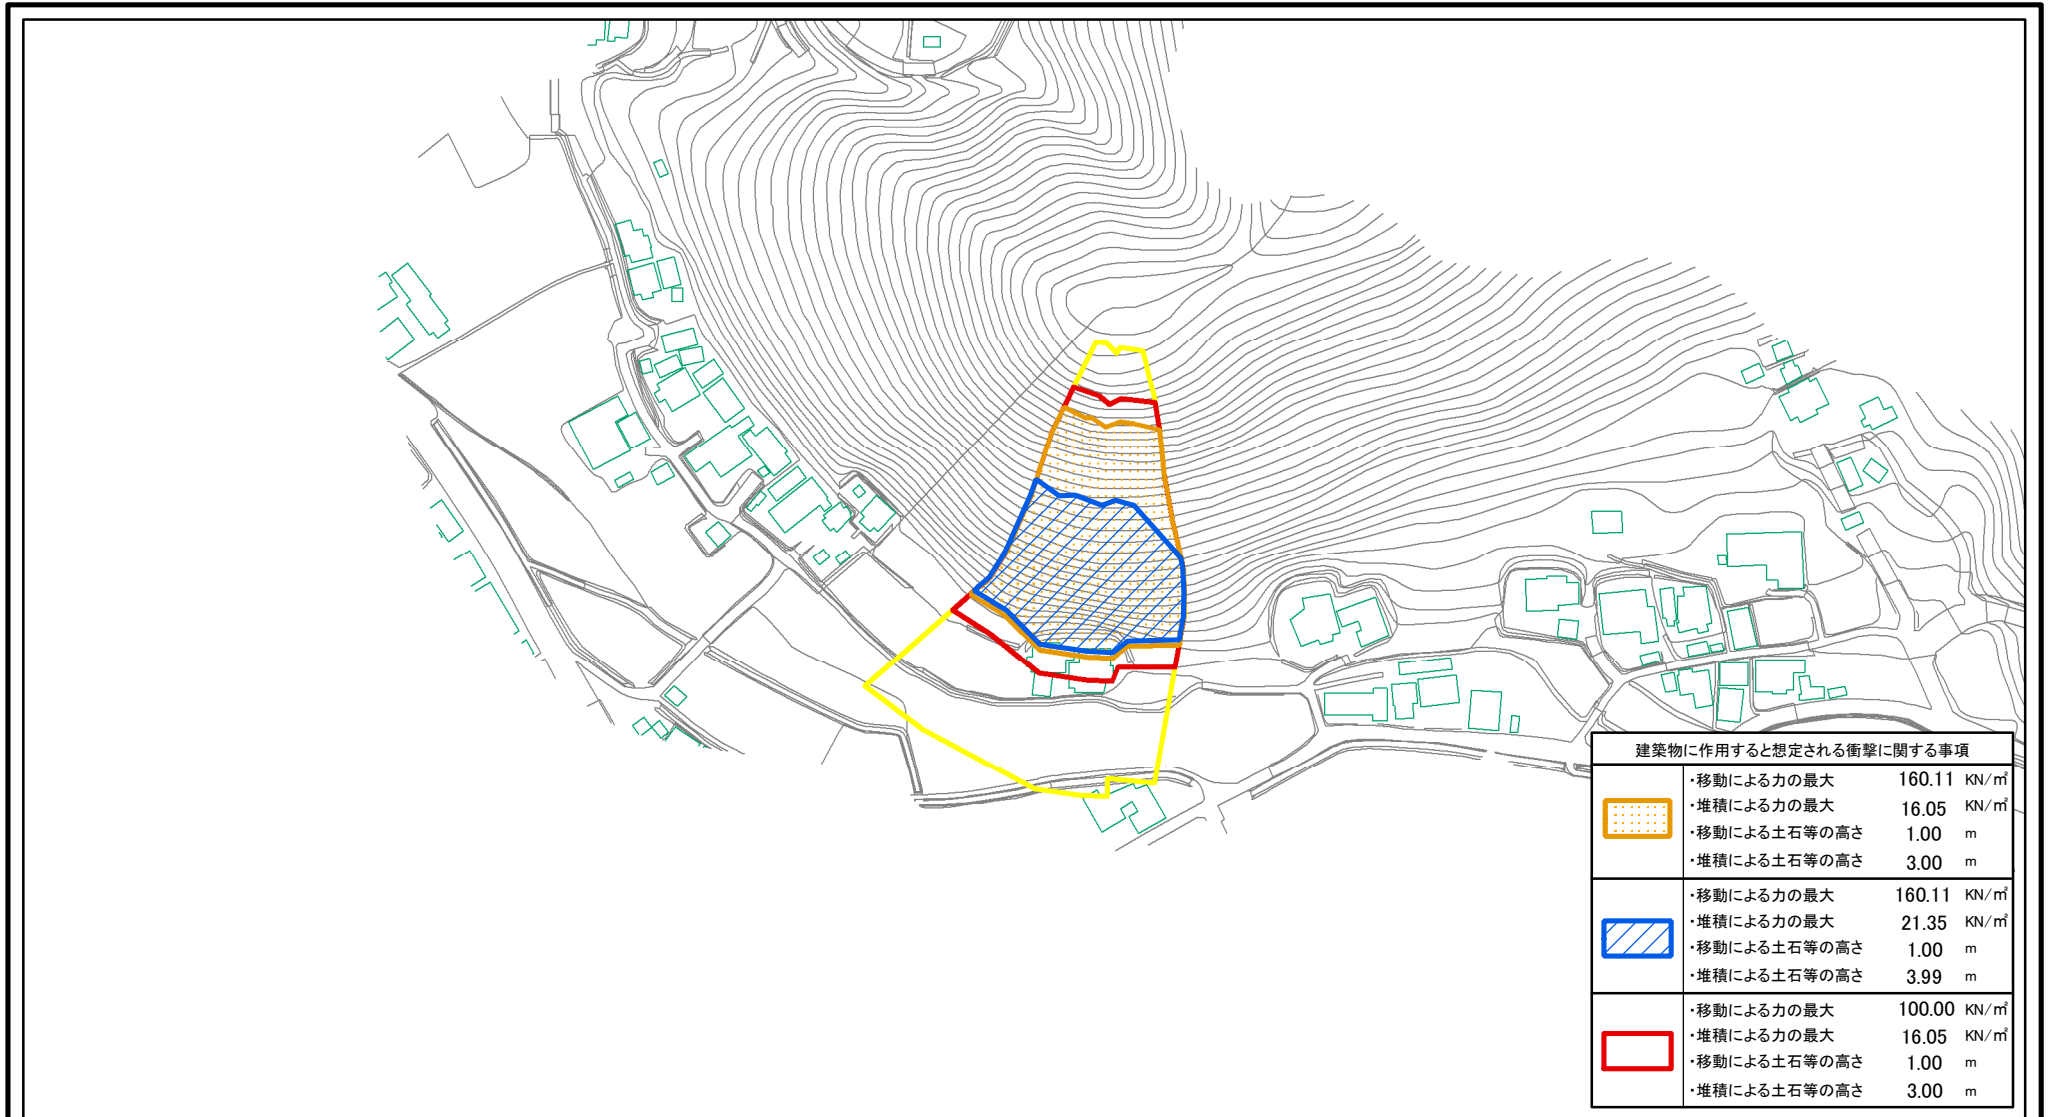 建築物に作用すると想定される衝撃に関する事項
・移動による力の最大 160.11 KN/㎡
・堆積による力の最大 16.05 KN/㎡
・移動による土石等の高さ 1.00 m
・堆積による土石等の高さ 3.00 m
・移動による力の最大 160.11 KN/㎡
・堆積による力の最大 21.35 KN/㎡
・移動による土石等の高さ 1.00 m
・堆積による土石等の高さ 3.99 m
・移動による力の最大 100.00 KN/㎡
・堆積による力の最大 16.05 KN/㎡
・移動による土石等の高さ 1.00 m
・堆積による土石等の高さ 3.00 m